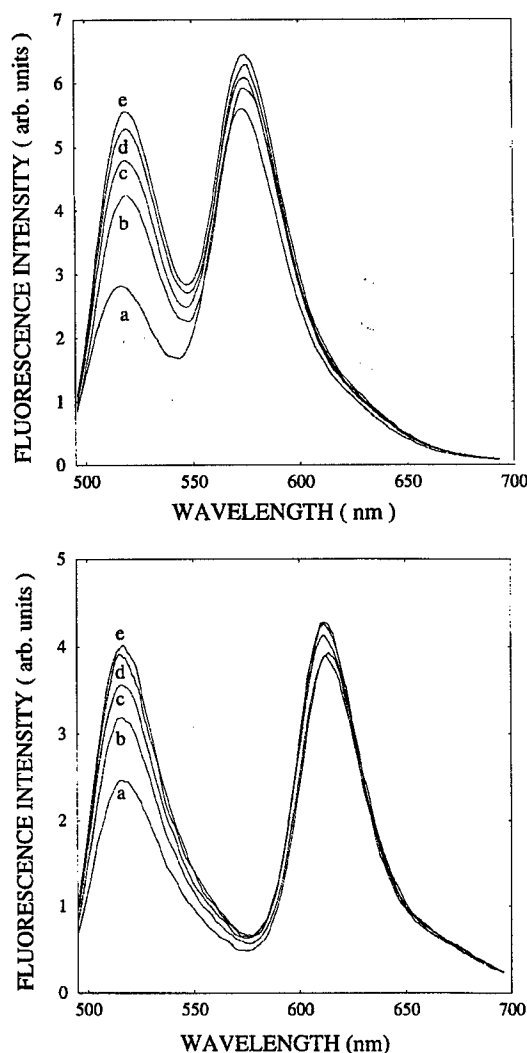 7
6
5
4
3
2
1
0
FLUORESCENCE INTENSITY ( arb. units )
e
d
c
b
a
500
550
600
650
700
WAVELENGTH ( nm )
5
4
3
2
1
0
FLUORESCENCE INTENSITY ( arb. units )
e
d
c
b
a
500
550
600
650
700
WAVELENGTH (nm)